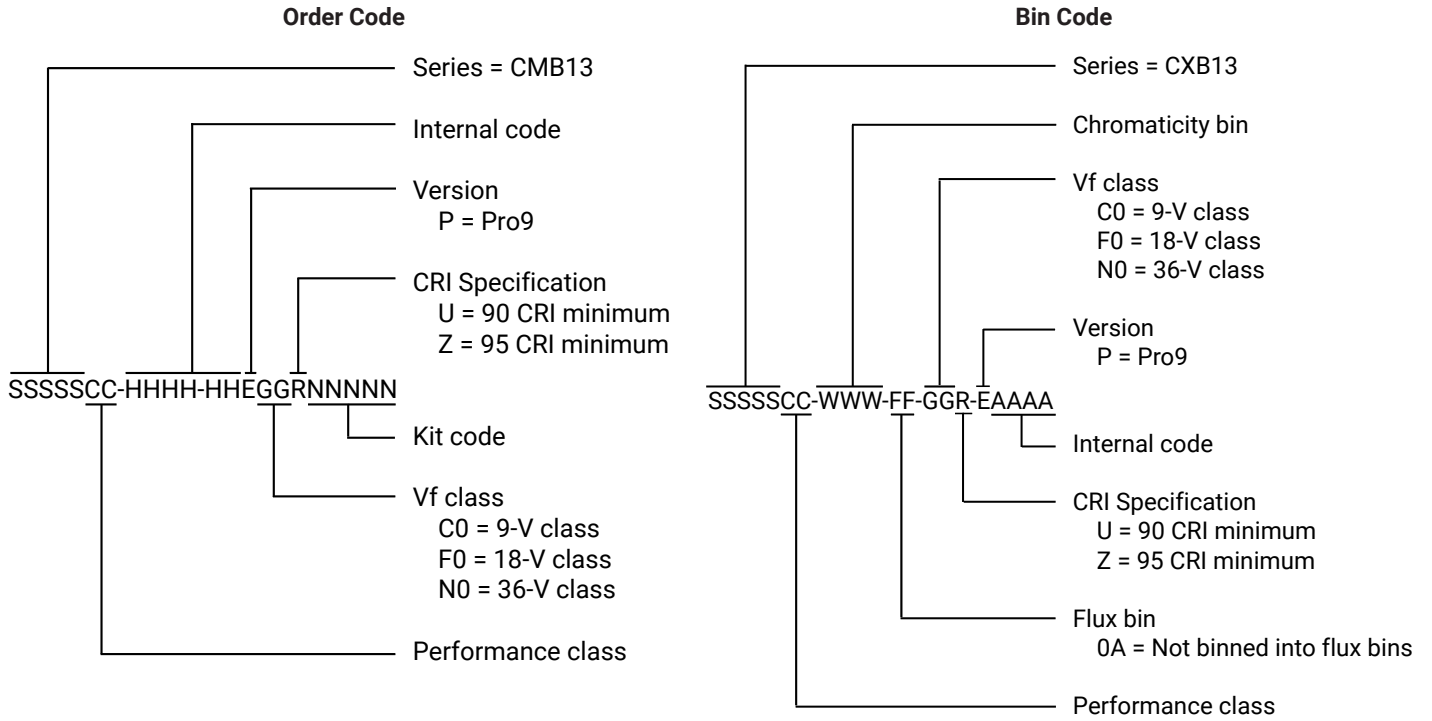 Order Code
Series = CMB13
Internal code
Version
P = Pro9
CRI Specification
U = 90 CRI minimum
Z = 95 CRI minimum
SSSSSCC-HHHH-HHEGGRNNNNN
Kit code
Vf class
C0 = 9-V class
F0 = 18-V class
N0 = 36-V class
Performance class
Bin Code
Series = CXB13
Chromaticity bin
Vf class
C0 = 9-V class
F0 = 18-V class
N0 = 36-V class
Version
P = Pro9
SSSSSCC-WWW-FF-GGR-EAAAA
Internal code
CRI Specification
U = 90 CRI minimum
Z = 95 CRI minimum
Flux bin
0A = Not binned into flux bins
Performance class